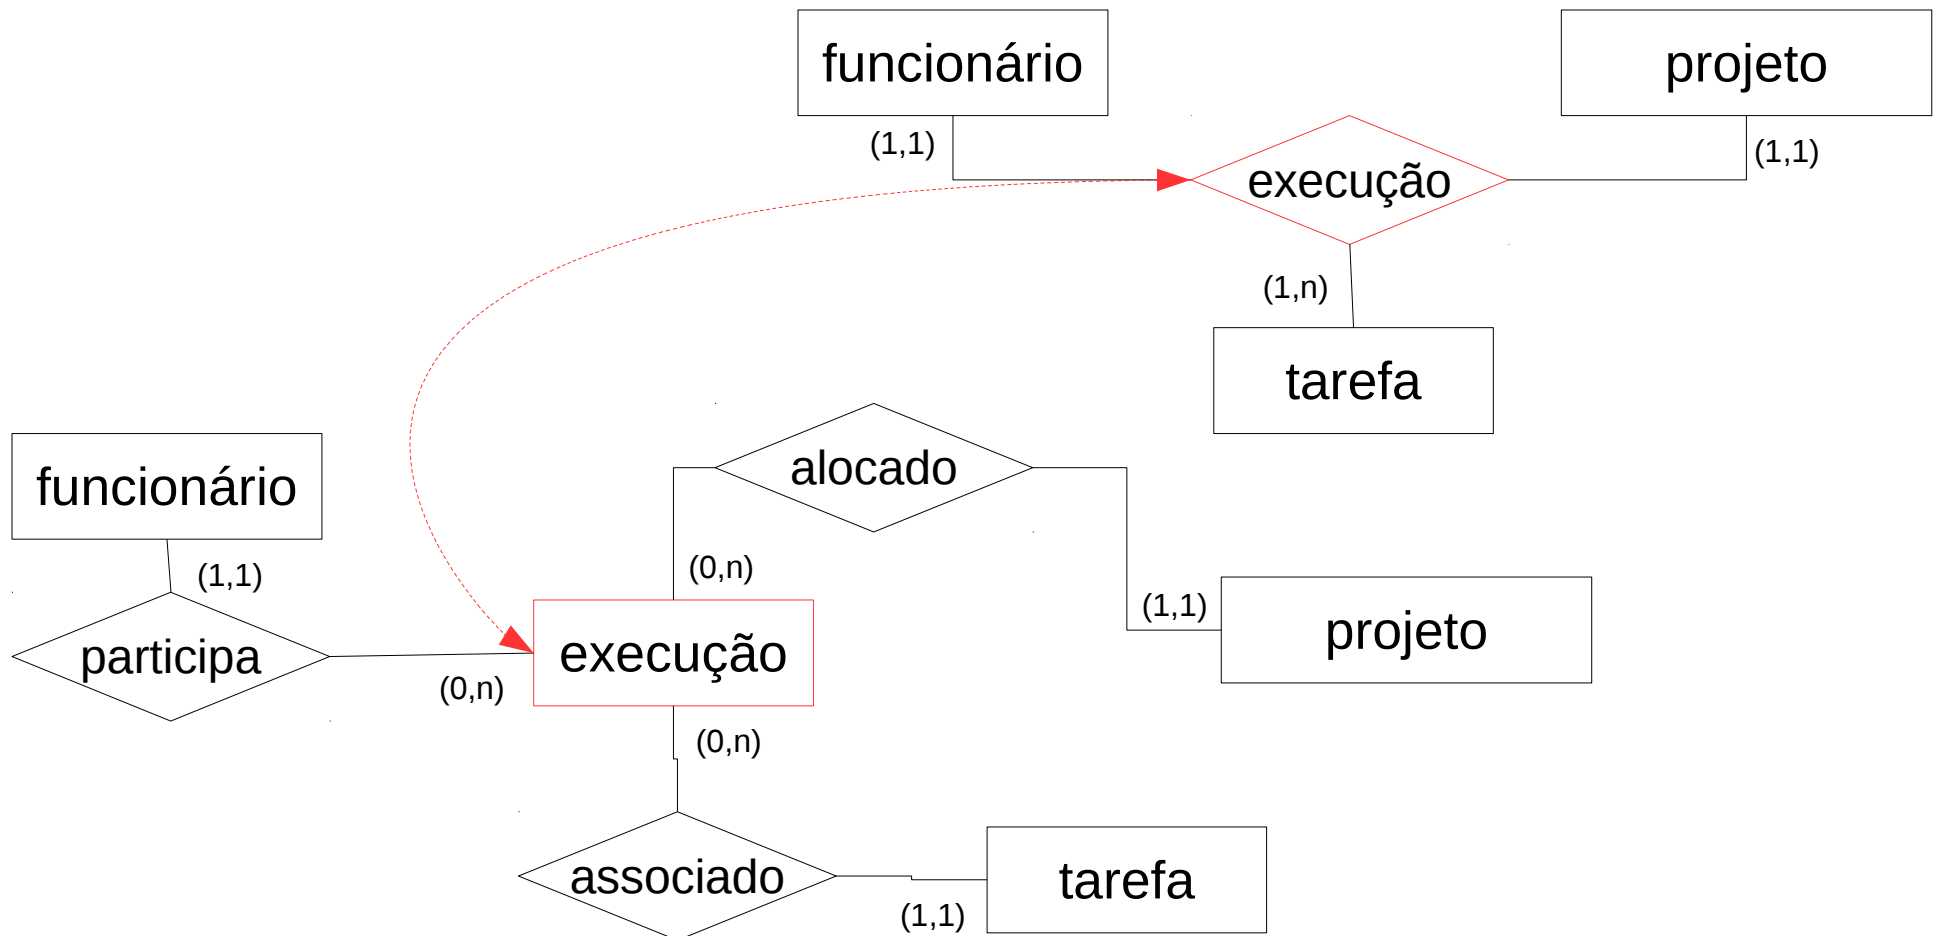 funcionário
projeto
(1,1)
(1,1)
execução
(1,n)
tarefa
alocado
funcionário
(0,n)
(1,1)
(1,1)
projeto
participa
execução
(0,n)
(0,n)
associado
tarefa
(1,1)